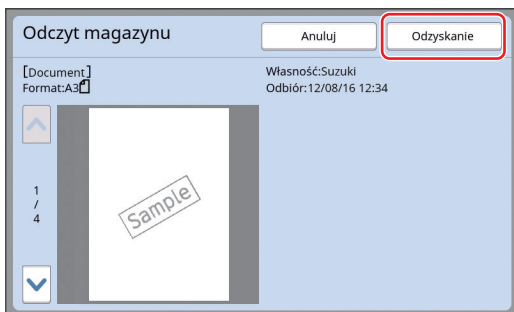 Odczyt magazynu
Anuluj
Odzyskanie
[Document]
Format:A3
Własność:Suzuki
Odbiór:12/08/16 12:34
1
/
4
Sample